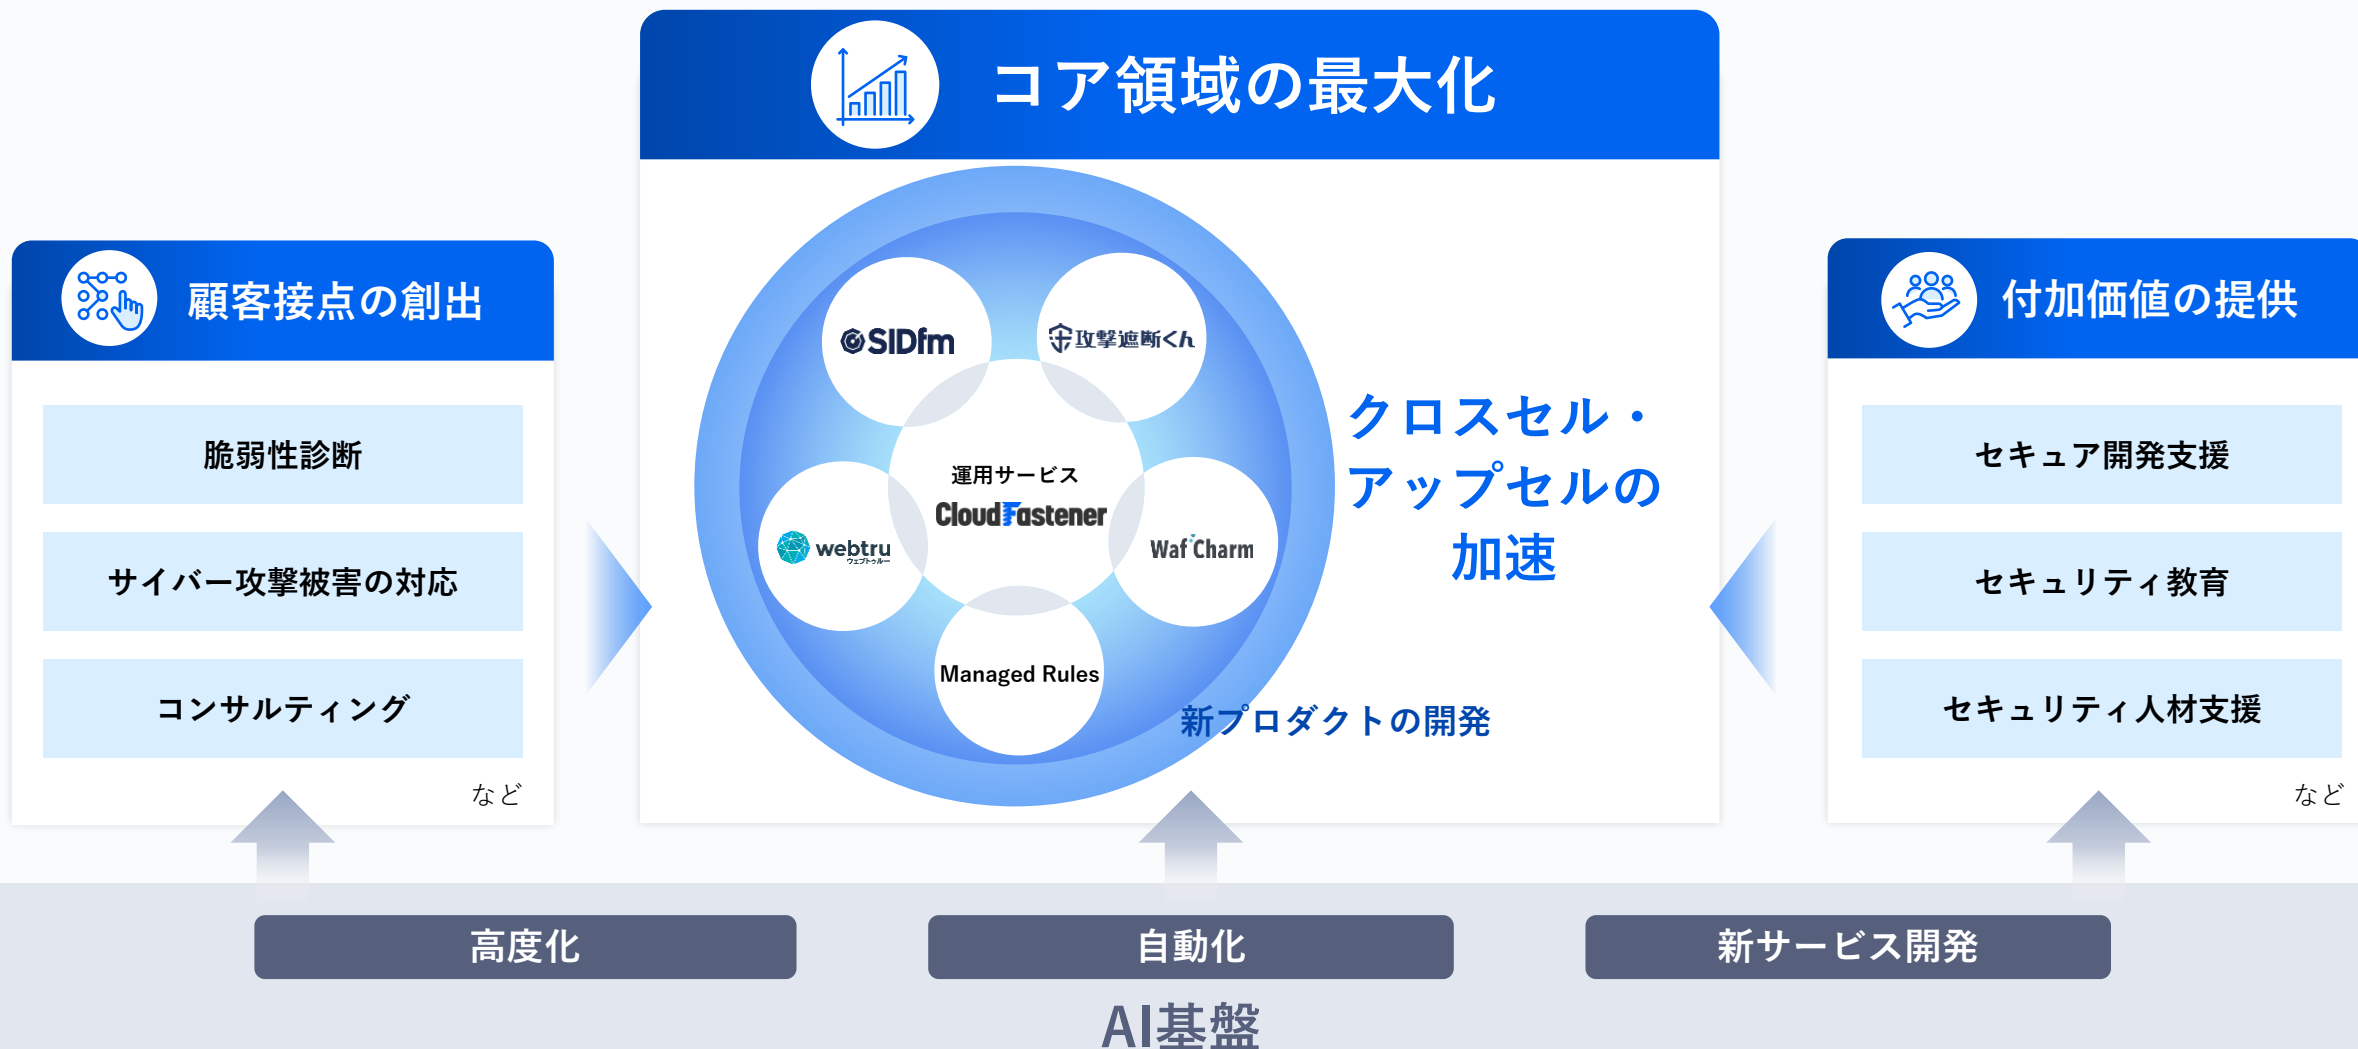 コア領域の最大化
顧客接点の創出
脆弱性診断
サイバー攻撃被害の対応
コンサルティング
など
SIDfm
攻撃遮断くん
運用サービス
CloudFastener
webtru
ウェブトゥルー
WafCharm
Managed Rules
クロスセル・
アップセルの
加速
新プロダクトの開発
付加価値の提供
セキュア開発支援
セキュリティ教育
セキュリティ人材支援
など
高度化
自動化
新サービス開発
AI基盤